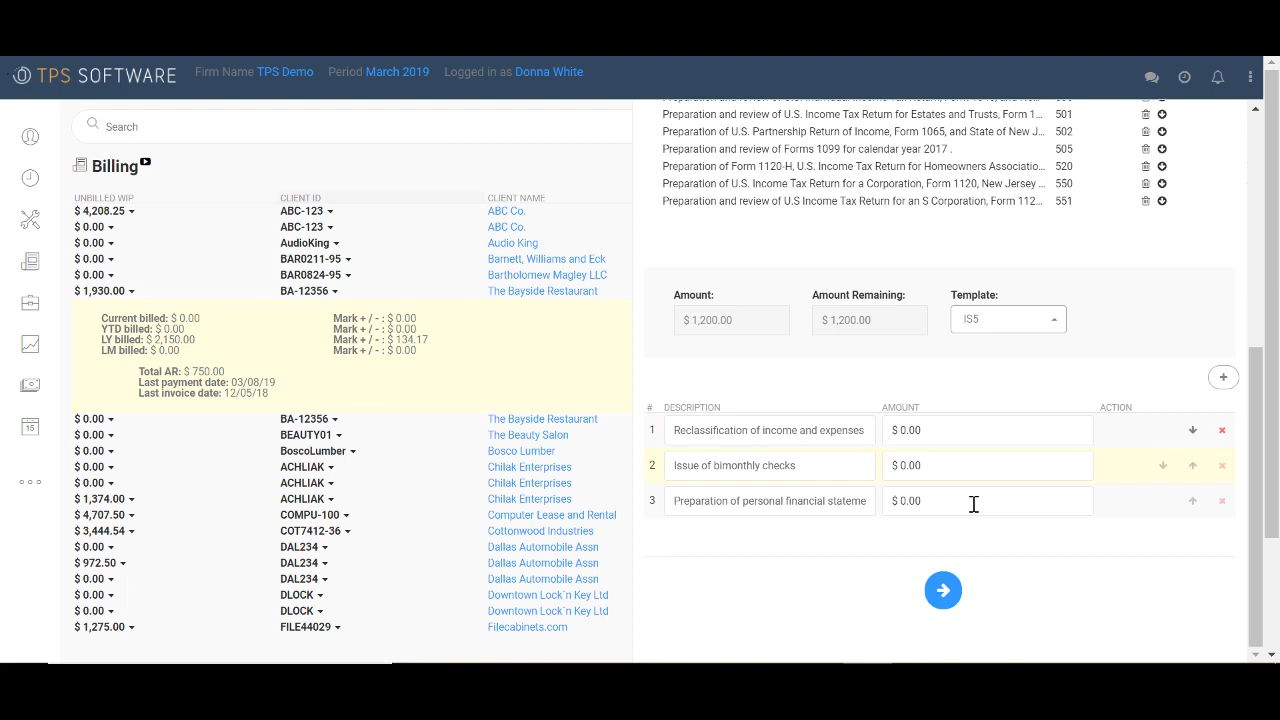 TPS SOFTWARE Firm Name TPS Demo Period March 2019 Logged in as Donna White
Search
Billing
UNBILLED WIP CLIENT ID CLIENT NAME
$ 4,208.25 ABC-123 ABC Co.
$ 0.00 ABC-123 ABC Co.
$ 0.00 AudioKing Audio King
$ 0.00 BAR0211-95 Barnett, Williams and Eck
$ 0.00 BAR0824-95 Bartholomew Magley LLC
$ 1,930.00 BA-12356 The Bayside Restaurant
Current billed: $ 0.00 Mark + / - : $ 0.00
YTD billed: $ 0.00 Mark + / - : $ 0.00
LY billed: $ 2,150.00 Mark + / - : $ 134.17
LM billed: $ 0.00 Mark + / - : $ 0.00
Total AR: $ 750.00
Last payment date: 03/08/19
Last invoice date: 12/05/18
$ 0.00 BA-12356 The Bayside Restaurant
$ 0.00 BEAUTY01 The Beauty Salon
$ 0.00 BoscoLumber Bosco Lumber
$ 0.00 ACHLIAK Chilak Enterprises
$ 0.00 ACHLIAK Chilak Enterprises
$ 1,374.00 ACHLIAK Chilak Enterprises
$ 4,707.50 COMPU-100 Computer Lease and Rental
$ 3,444.54 COT7412-36 Cottonwood Industries
$ 0.00 DAL234 Dallas Automobile Assn
$ 972.50 DAL234 Dallas Automobile Assn
$ 0.00 DAL234 Dallas Automobile Assn
$ 0.00 DLOCK Downtown Lock`n Key Ltd
$ 0.00 DLOCK Downtown Lock`n Key Ltd
$ 1,275.00 FILE44029 Filecabinets.com
15
Preparation and review of U.S. Income Tax Return for Estates and Trusts, Form 1... 501
Preparation of U.S. Partnership Return of Income, Form 1065, and State of New J... 502
Preparation and review of Forms 1099 for calendar year 2017 . 505
Preparation of Form 1120-H, U.S. Income Tax Return for Homeowners Associatio... 520
Preparation of U.S. Income Tax Return for a Corporation, Form 1120, New Jersey ... 550
Preparation and review of U.S Income Tax Return for an S Corporation, Form 112... 551
Amount: Amount Remaining: Template:
$ 1,200.00 $ 1,200.00 IS5
# DESCRIPTION AMOUNT ACTION
1 Reclassification of income and expenses $ 0.00
2 Issue of bimonthly checks $ 0.00
3 Preparation of personal financial stateme $ 0.00